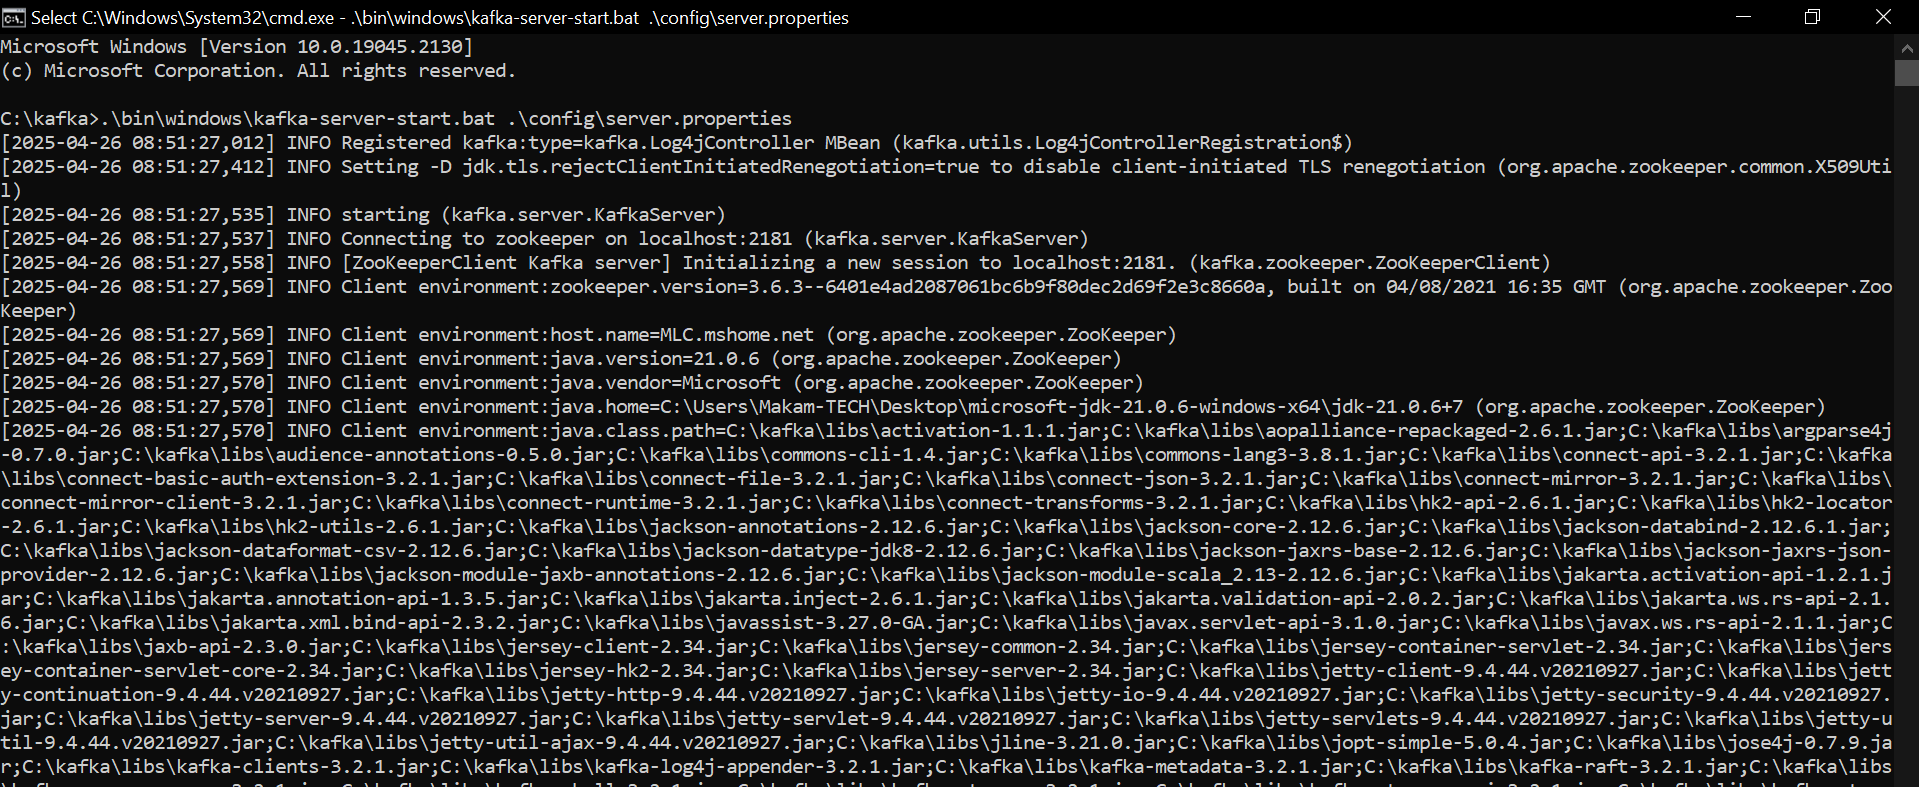 Select C:\Windows\System32\cmd.exe - .\bin\windows\kafka-server-start.bat .\config\server.properties
Microsoft Windows [Version 10.0.19045.2130]
(c) Microsoft Corporation. All rights reserved.
C:\kafka>.\bin\windows\kafka-server-start.bat .\config\server.properties
[2025-04-26 08:51:27,012] INFO Registered kafka:type=kafka.Log4jController MBean (kafka.utils.Log4jControllerRegistration$)
[2025-04-26 08:51:27,412] INFO Setting -D jdk.tls.rejectClientInitiatedRenegotiation=true to disable client-initiated TLS renegotiation (org.apache.zookeeper.common.X509Uti
l)
[2025-04-26 08:51:27,535] INFO starting (kafka.server.KafkaServer)
[2025-04-26 08:51:27,537] INFO Connecting to zookeeper on localhost:2181 (kafka.server.KafkaServer)
[2025-04-26 08:51:27,558] INFO [ZooKeeperClient Kafka server] Initializing a new session to localhost:2181. (kafka.zookeeper.ZooKeeperClient)
[2025-04-26 08:51:27,569] INFO Client environment:zookeeper.version=3.6.3--6401e4ad2087061bc6b9f80dec2d69f2e3c8660a, built on 04/08/2021 16:35 GMT (org.apache.zookeeper.Zoo
Keeper)
[2025-04-26 08:51:27,569] INFO Client environment:host.name=MLC.mshome.net (org.apache.zookeeper.ZooKeeper)
[2025-04-26 08:51:27,569] INFO Client environment:java.version=21.0.6 (org.apache.zookeeper.ZooKeeper)
[2025-04-26 08:51:27,570] INFO Client environment:java.vendor=Microsoft (org.apache.zookeeper.ZooKeeper)
[2025-04-26 08:51:27,570] INFO Client environment:java.home=C:\Users\Makam-TECH\Desktop\microsoft-jdk-21.0.6-windows-x64\jdk-21.0.6+7 (org.apache.zookeeper.ZooKeeper)
[2025-04-26 08:51:27,570] INFO Client environment:java.class.path=C:\kafka\libs\activation-1.1.1.jar;C:\kafka\libs\aopalliance-repackaged-2.6.1.jar;C:\kafka\libs\argparse4j
-0.7.0.jar;C:\kafka\libs\audience-annotations-0.5.0.jar;C:\kafka\libs\commons-cli-1.4.jar;C:\kafka\libs\commons-lang3-3.8.1.jar;C:\kafka\libs\connect-api-3.2.1.jar;C:\kafka
\libs\connect-basic-auth-extension-3.2.1.jar;C:\kafka\libs\connect-file-3.2.1.jar;C:\kafka\libs\connect-json-3.2.1.jar;C:\kafka\libs\connect-mirror-3.2.1.jar;C:\kafka\libs\
connect-mirror-client-3.2.1.jar;C:\kafka\libs\connect-runtime-3.2.1.jar;C:\kafka\libs\connect-transforms-3.2.1.jar;C:\kafka\libs\hk2-api-2.6.1.jar;C:\kafka\libs\hk2-locator
-2.6.1.jar;C:\kafka\libs\hk2-utils-2.6.1.jar;C:\kafka\libs\jackson-annotations-2.12.6.jar;C:\kafka\libs\jackson-core-2.12.6.jar;C:\kafka\libs\jackson-databind-2.12.6.1.jar;
C:\kafka\libs\jackson-dataformat-csv-2.12.6.jar;C:\kafka\libs\jackson-datatype-jdk8-2.12.6.jar;C:\kafka\libs\jackson-jaxrs-base-2.12.6.jar;C:\kafka\libs\jackson-jaxrs-json-
provider-2.12.6.jar;C:\kafka\libs\jackson-module-jaxb-annotations-2.12.6.jar;C:\kafka\libs\jackson-module-scala_2.13-2.12.6.jar;C:\kafka\libs\jakarta.activation-api-1.2.1.j
ar;C:\kafka\libs\jakarta.annotation-api-1.3.5.jar;C:\kafka\libs\jakarta.inject-2.6.1.jar;C:\kafka\libs\jakarta.validation-api-2.0.2.jar;C:\kafka\libs\jakarta.ws.rs-api-2.1.
6.jar;C:\kafka\libs\jakarta.xml.bind-api-2.3.2.jar;C:\kafka\libs\javassist-3.27.0-GA.jar;C:\kafka\libs\javax.servlet-api-3.1.0.jar;C:\kafka\libs\javax.ws.rs-api-2.1.1.jar;C
:\kafka\libs\jaxb-api-2.3.0.jar;C:\kafka\libs\jersey-client-2.34.jar;C:\kafka\libs\jersey-common-2.34.jar;C:\kafka\libs\jersey-container-servlet-2.34.jar;C:\kafka\libs\jers
ey-container-servlet-core-2.34.jar;C:\kafka\libs\jersey-hk2-2.34.jar;C:\kafka\libs\jersey-server-2.34.jar;C:\kafka\libs\jetty-client-9.4.44.v20210927.jar;C:\kafka\libs\jett
y-continuation-9.4.44.v20210927.jar;C:\kafka\libs\jetty-http-9.4.44.v20210927.jar;C:\kafka\libs\jetty-io-9.4.44.v20210927.jar;C:\kafka\libs\jetty-security-9.4.44.v20210927.
jar;C:\kafka\libs\jetty-server-9.4.44.v20210927.jar;C:\kafka\libs\jetty-servlet-9.4.44.v20210927.jar;C:\kafka\libs\jetty-servlets-9.4.44.v20210927.jar;C:\kafka\libs\jetty-u
til-9.4.44.v20210927.jar;C:\kafka\libs\jetty-util-ajax-9.4.44.v20210927.jar;C:\kafka\libs\jline-3.21.0.jar;C:\kafka\libs\jopt-simple-5.0.4.jar;C:\kafka\libs\jose4j-0.7.9.ja
r;C:\kafka\libs\kafka-clients-3.2.1.jar;C:\kafka\libs\kafka-log4j-appender-3.2.1.jar;C:\kafka\libs\kafka-metadata-3.2.1.jar;C:\kafka\libs\kafka-raft-3.2.1.jar;C:\kafka\libs